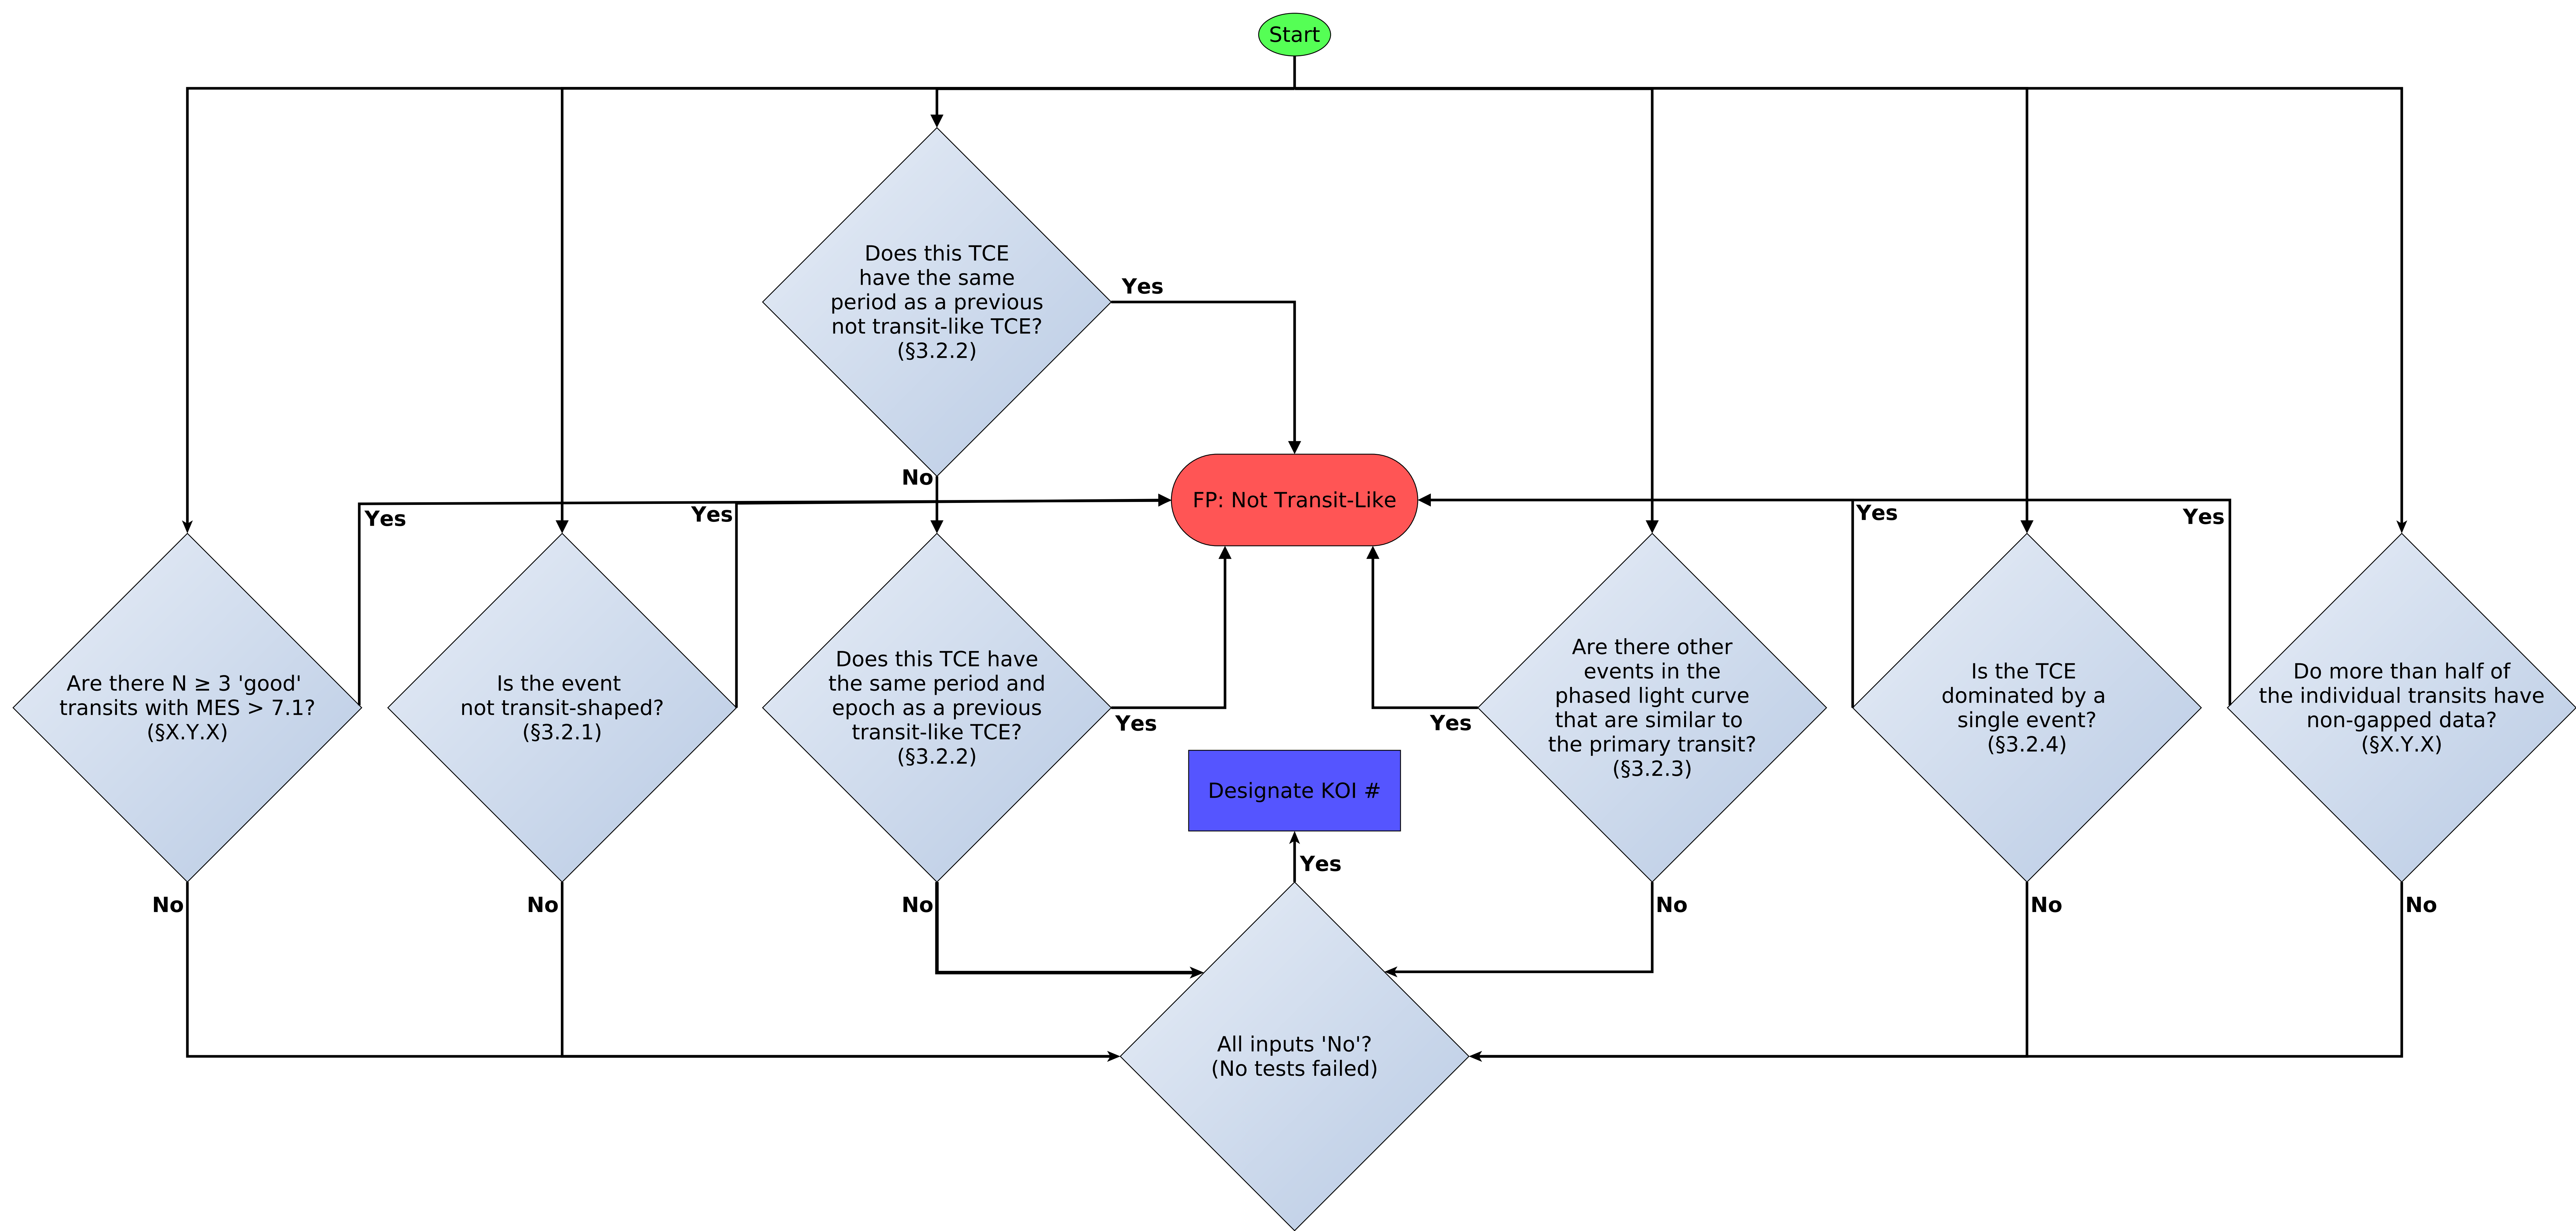 Start
Does this TCE
have the same
period as a previous
not transit-like TCE?
(§3.2.2)
Yes
No
FP: Not Transit-Like
Yes
Yes
Yes
Yes
Are there N ≥ 3 'good'
transits with MES > 7.1?
(§X.Y.X)
Is the event
not transit-shaped?
(§3.2.1)
Does this TCE have
the same period and
epoch as a previous
transit-like TCE?
(§3.2.2)
Yes
Are there other
events in the
phased light curve
that are similar to
the primary transit?
(§3.2.3)
Yes
Is the TCE
dominated by a
single event?
(§3.2.4)
Do more than half of
the individual transits have
non-gapped data?
(§X.Y.X)
Designate KOI #
Yes
No
No
No
No
No
No
All inputs 'No'?
(No tests failed)